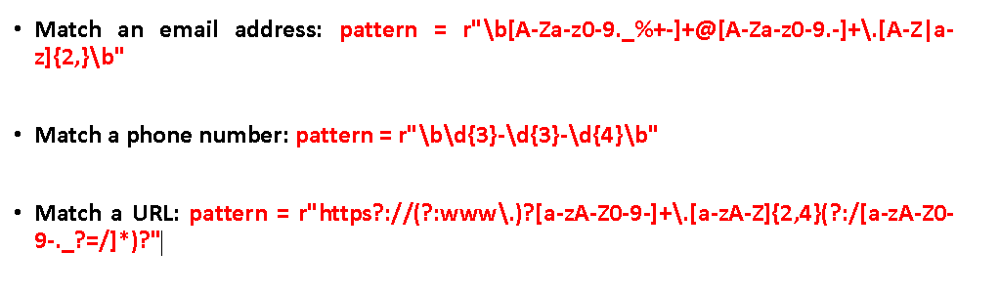 • Match an email address: pattern = r"\b[A-Za-z0-9._%+-]+@[A-Za-z0-9.-]+\.[A-Z|a-
z]{2,}\b"
• Match a phone number: pattern = r"\b\d{3}-\d{3}-\d{4}\b"
• Match a URL: pattern = r"https?://(?:www\.)?[a-zA-Z0-9-]+\.[a-zA-Z]{2,4}(?:/[a-zA-Z0-
9-._?=/]*)?"